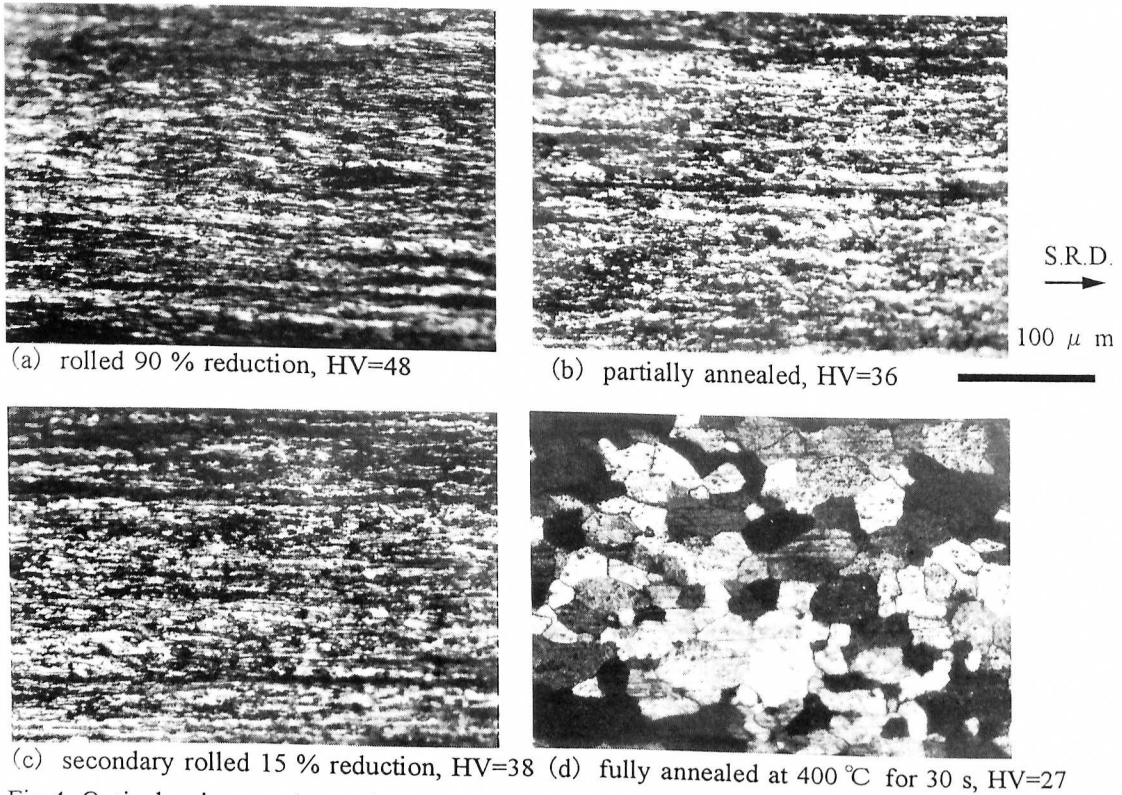 (a) rolled 90 % reduction, HV=48
(b) partially annealed, HV=36
S.R.D.
100 μ m
(c) secondary rolled 15 % reduction, HV=38
(d) fully annealed at 400 ℃ for 30 s, HV=27